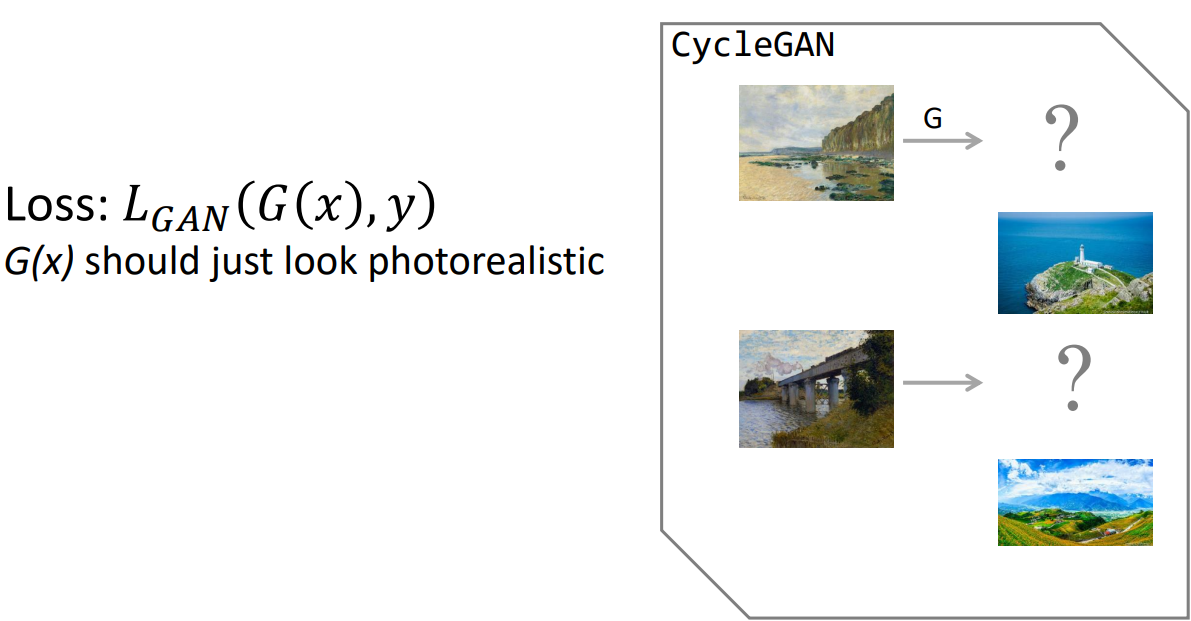 CycleGAN
G
?
Loss: L_GAN(G(x), y)
G(x) should just look photorealistic
?